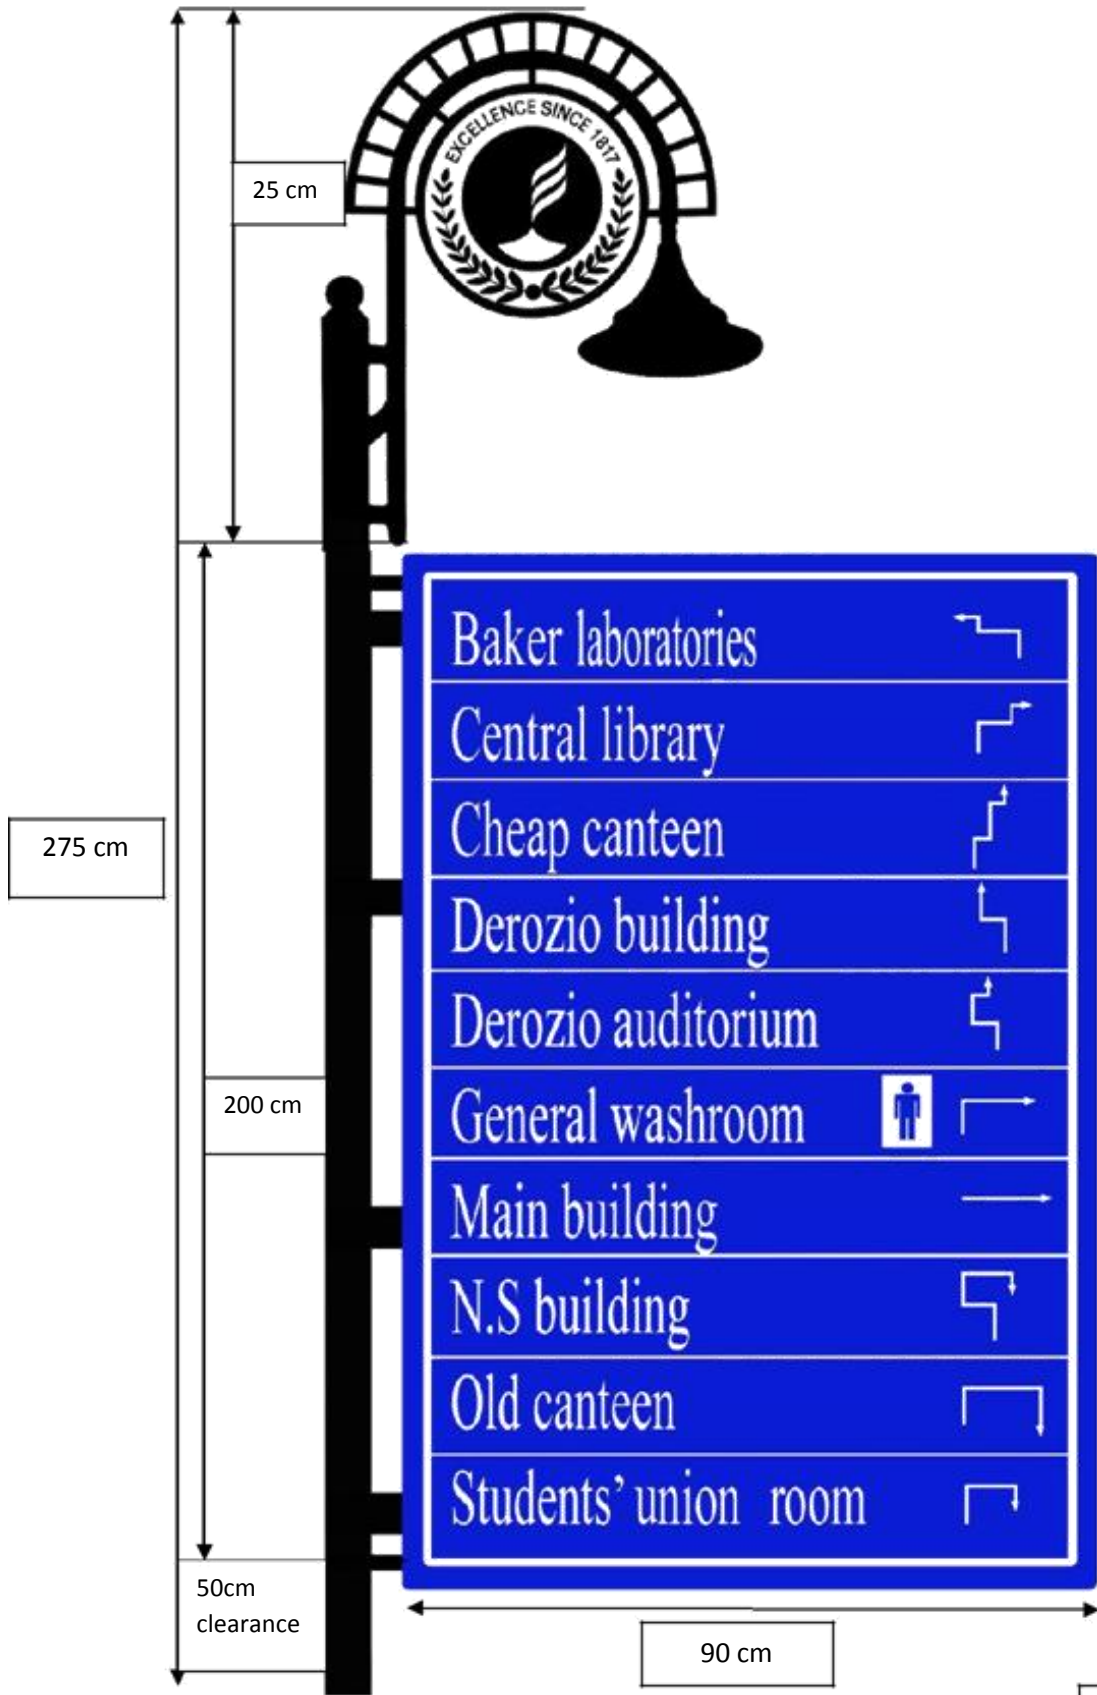 EXCELLENCE SINCE 1817
25 cm
Baker laboratories
Central library
275 cm
Cheap canteen
Derozio building
Derozio auditorium
200 cm
General washroom
Main building
N.S building
Old canteen
Students’ union room
50cm
clearance
90 cm